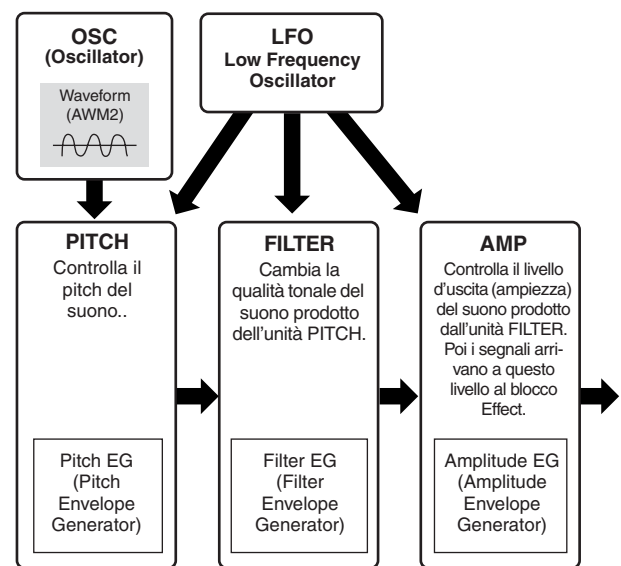 OSC
(Oscillator)
Waveform
(AWM2)
LFO
Low Frequency
Oscillator
PITCH
Controlla il
pitch del
suono..
Pitch EG
(Pitch
Envelope
Generator)
FILTER
Cambia la
qualità tonale del
suono prodotto
dell’unità PITCH.
Filter EG
(Filter
Envelope
Generator)
AMP
Controlla il livello
d’uscita (ampiezza)
del suono prodotto
dall’unità FILTER.
Poi i segnali arri-
vano a questo
livello al blocco
Effect.
Amplitude EG
(Amplitude
Envelope
Generator)